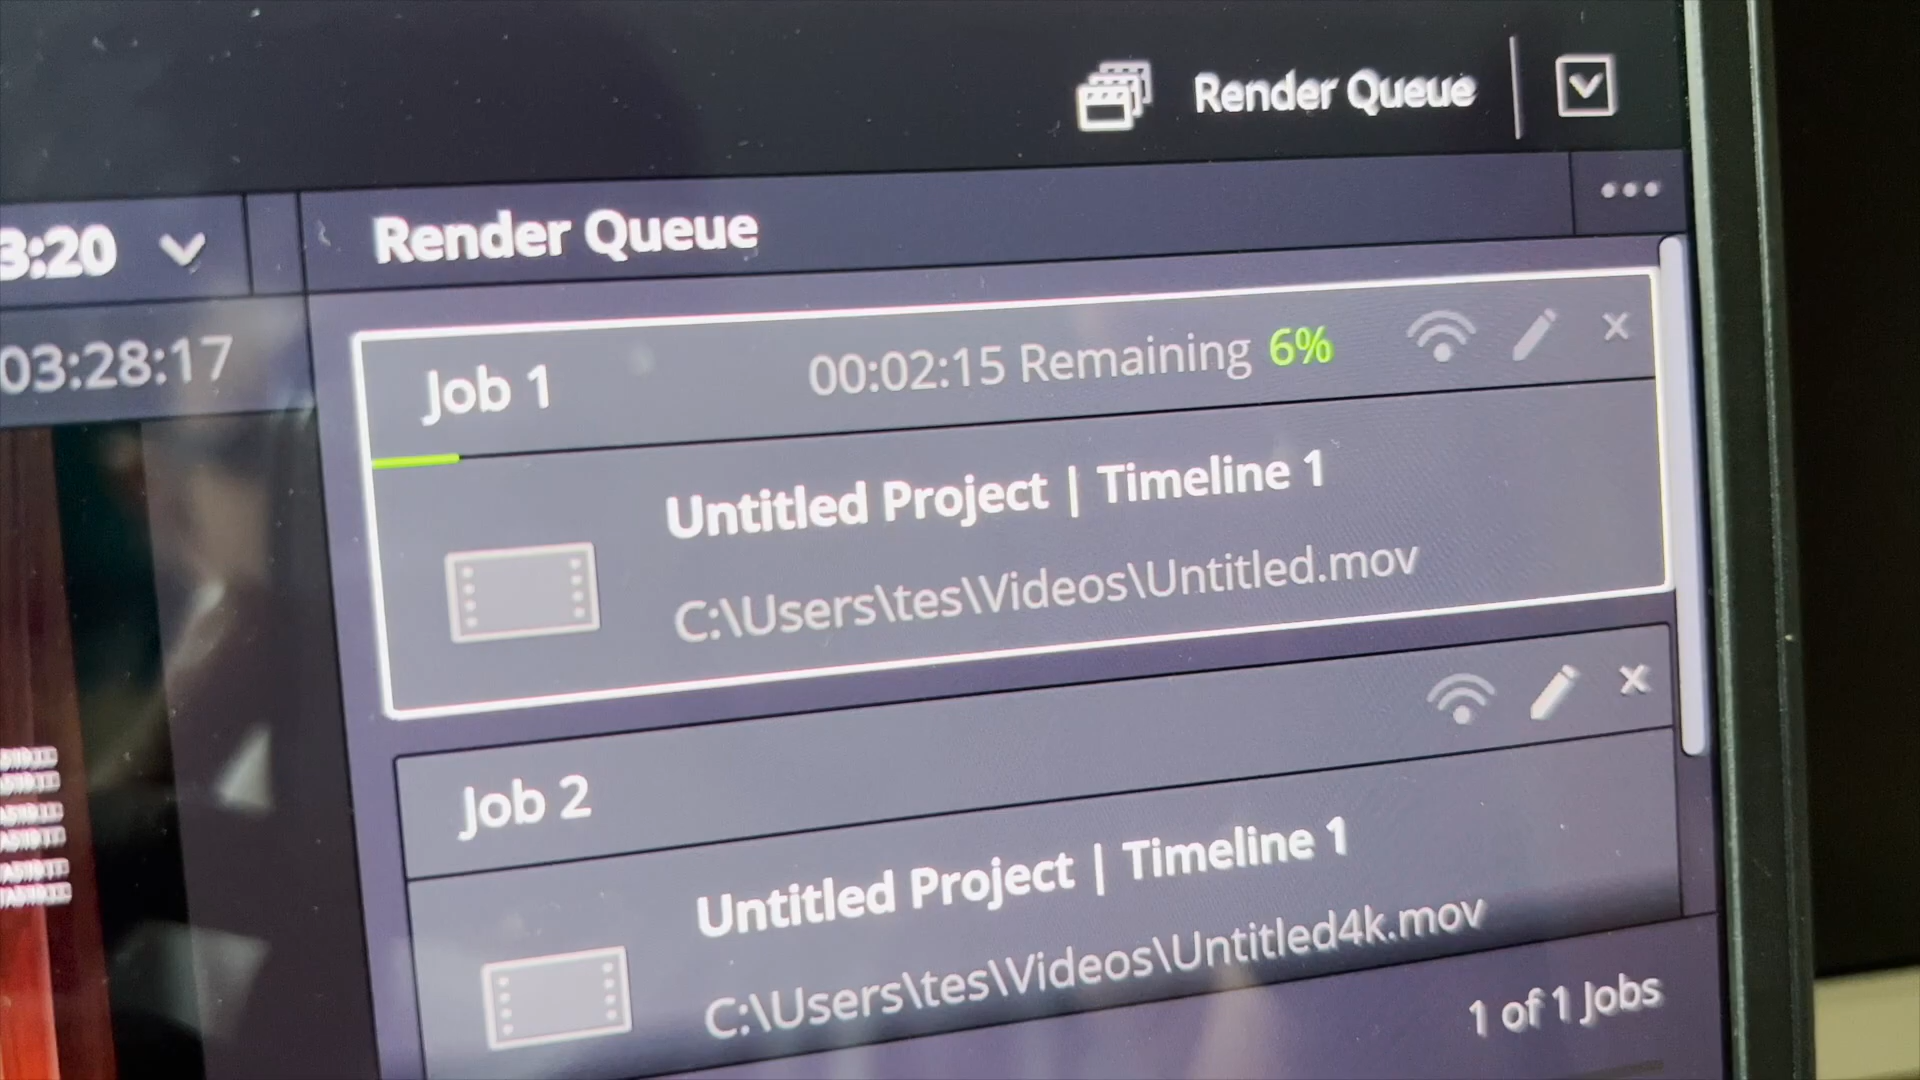 Render Queue
3:20
Render Queue
03:28:17
Job 1
00:02:15 Remaining 6%
Untitled Project | Timeline 1
C:\Users\tes\Videos\Untitled.mov
Job 2
Untitled Project | Timeline 1
C:\Users\tes\Videos\Untitled4k.mov
1 of 1 Jobs